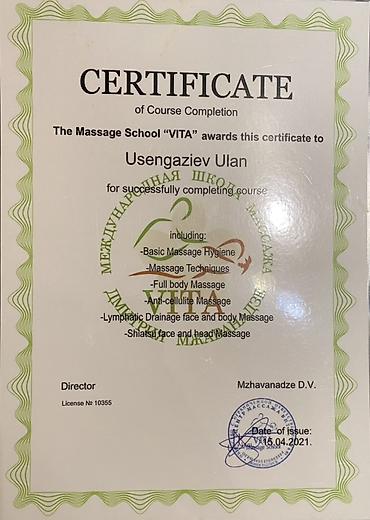 CERTIFICATE
of Course Completion
The Massage School "VITA" awards this certificate to
Usengaziev Ulan
МЕЖДУНАРОДНАЯ ШКОЛА МАССАЖА
for successfully completing course
including:
-Basic Massage Hygiene
-Massage Techniques
-Full body Massage
VITA
-Anti-cellulite Massage
-Lymphatic Drainage face and body Massage
-Shiatsu face and head Massage
ДМИТРИЯ МЖАВАНАДЗЕ
Director
Mzhavanadze D.V.
License № 10355
Date of issue:
15.04.2021.